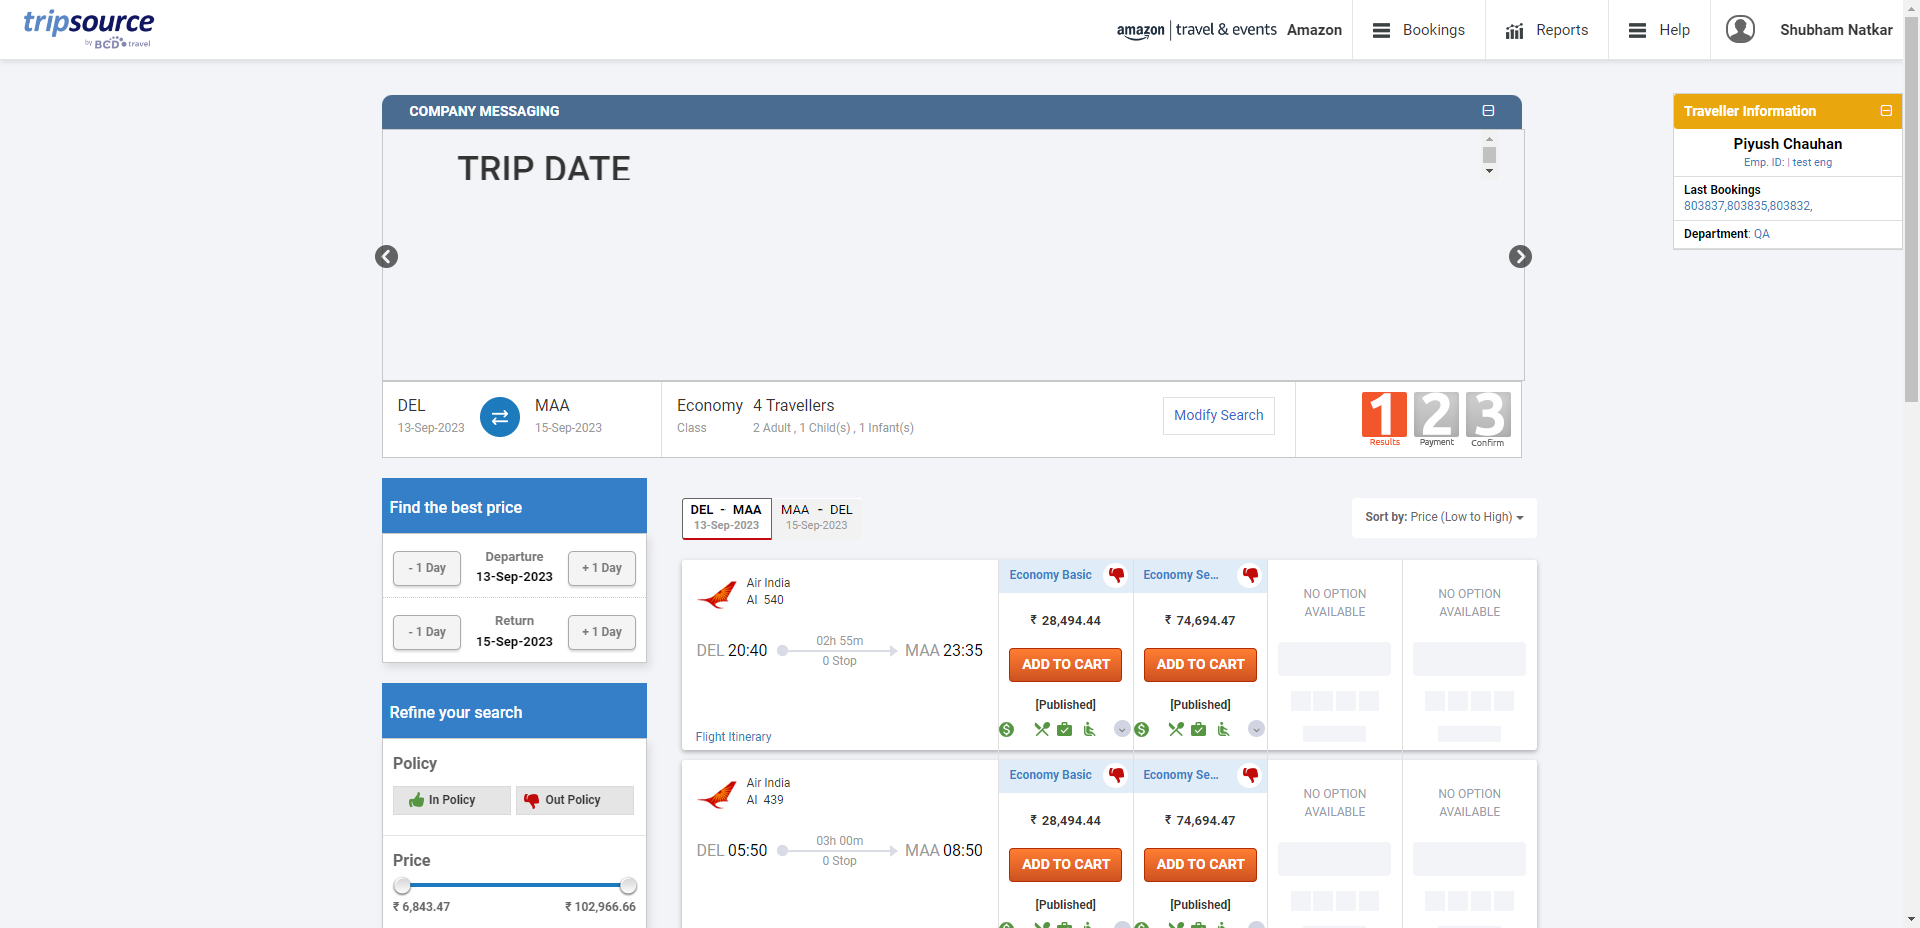 tripsource
by BCD travel
amazon | travel & events Amazon
Bookings
Reports
Help
Shubham Natkar
COMPANY MESSAGING
TRIP DATE
Traveller Information
Piyush Chauhan
Emp. ID: | test eng
Last Bookings
803837,803835,803832,
Department: QA
DEL
13-Sep-2023
MAA
15-Sep-2023
Economy
Class
4 Travellers
2 Adult , 1 Child(s) , 1 Infant(s)
Modify Search
1 Results
2 Payment
3 Confirm
Find the best price
- 1 Day
Departure
13-Sep-2023
+ 1 Day
- 1 Day
Return
15-Sep-2023
+ 1 Day
Refine your search
Policy
In Policy
Out Policy
Price
₹ 6,843.47
₹ 102,966.66
DEL - MAA
13-Sep-2023
MAA - DEL
15-Sep-2023
Sort by: Price (Low to High)
Air India
AI 540
DEL 20:40
02h 55m
0 Stop
MAA 23:35
Flight Itinerary
Economy Basic
₹ 28,494.44
ADD TO CART
[Published]
Economy Se...
₹ 74,694.47
ADD TO CART
[Published]
NO OPTION
AVAILABLE
NO OPTION
AVAILABLE
Air India
AI 439
DEL 05:50
03h 00m
0 Stop
MAA 08:50
Economy Basic
₹ 28,494.44
ADD TO CART
[Published]
Economy Se...
₹ 74,694.47
ADD TO CART
[Published]
NO OPTION
AVAILABLE
NO OPTION
AVAILABLE